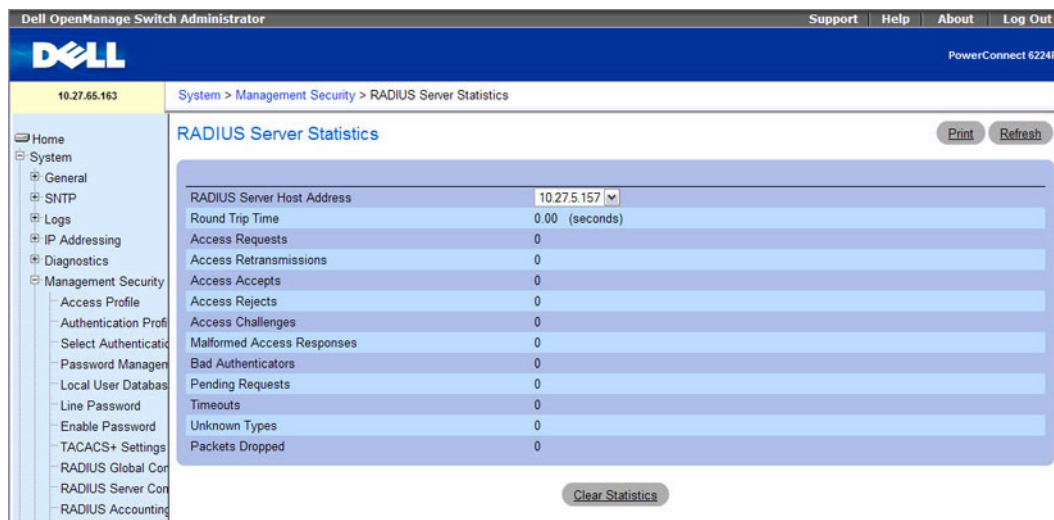 Dell OpenManage Switch Administrator
Support Help About Log Out
DELL
PowerConnect 6224
10.27.65.163
System > Management Security > RADIUS Server Statistics
Home
System
General
SNTP
Logs
IP Addressing
Diagnostics
Management Security
Access Profile
Authentication Profi
Select Authenticatio
Password Managem
Local User Databas
Line Password
Enable Password
TACACS+ Settings
RADIUS Global Con
RADIUS Server Con
RADIUS Accounting
RADIUS Server Statistics
Print Refresh
RADIUS Server Host Address 10.27.5.157
Round Trip Time 0.00 (seconds)
Access Requests 0
Access Retransmissions 0
Access Accepts 0
Access Rejects 0
Access Challenges 0
Malformed Access Responses 0
Bad Authenticators 0
Pending Requests 0
Timeouts 0
Unknown Types 0
Packets Dropped 0
Clear Statistics